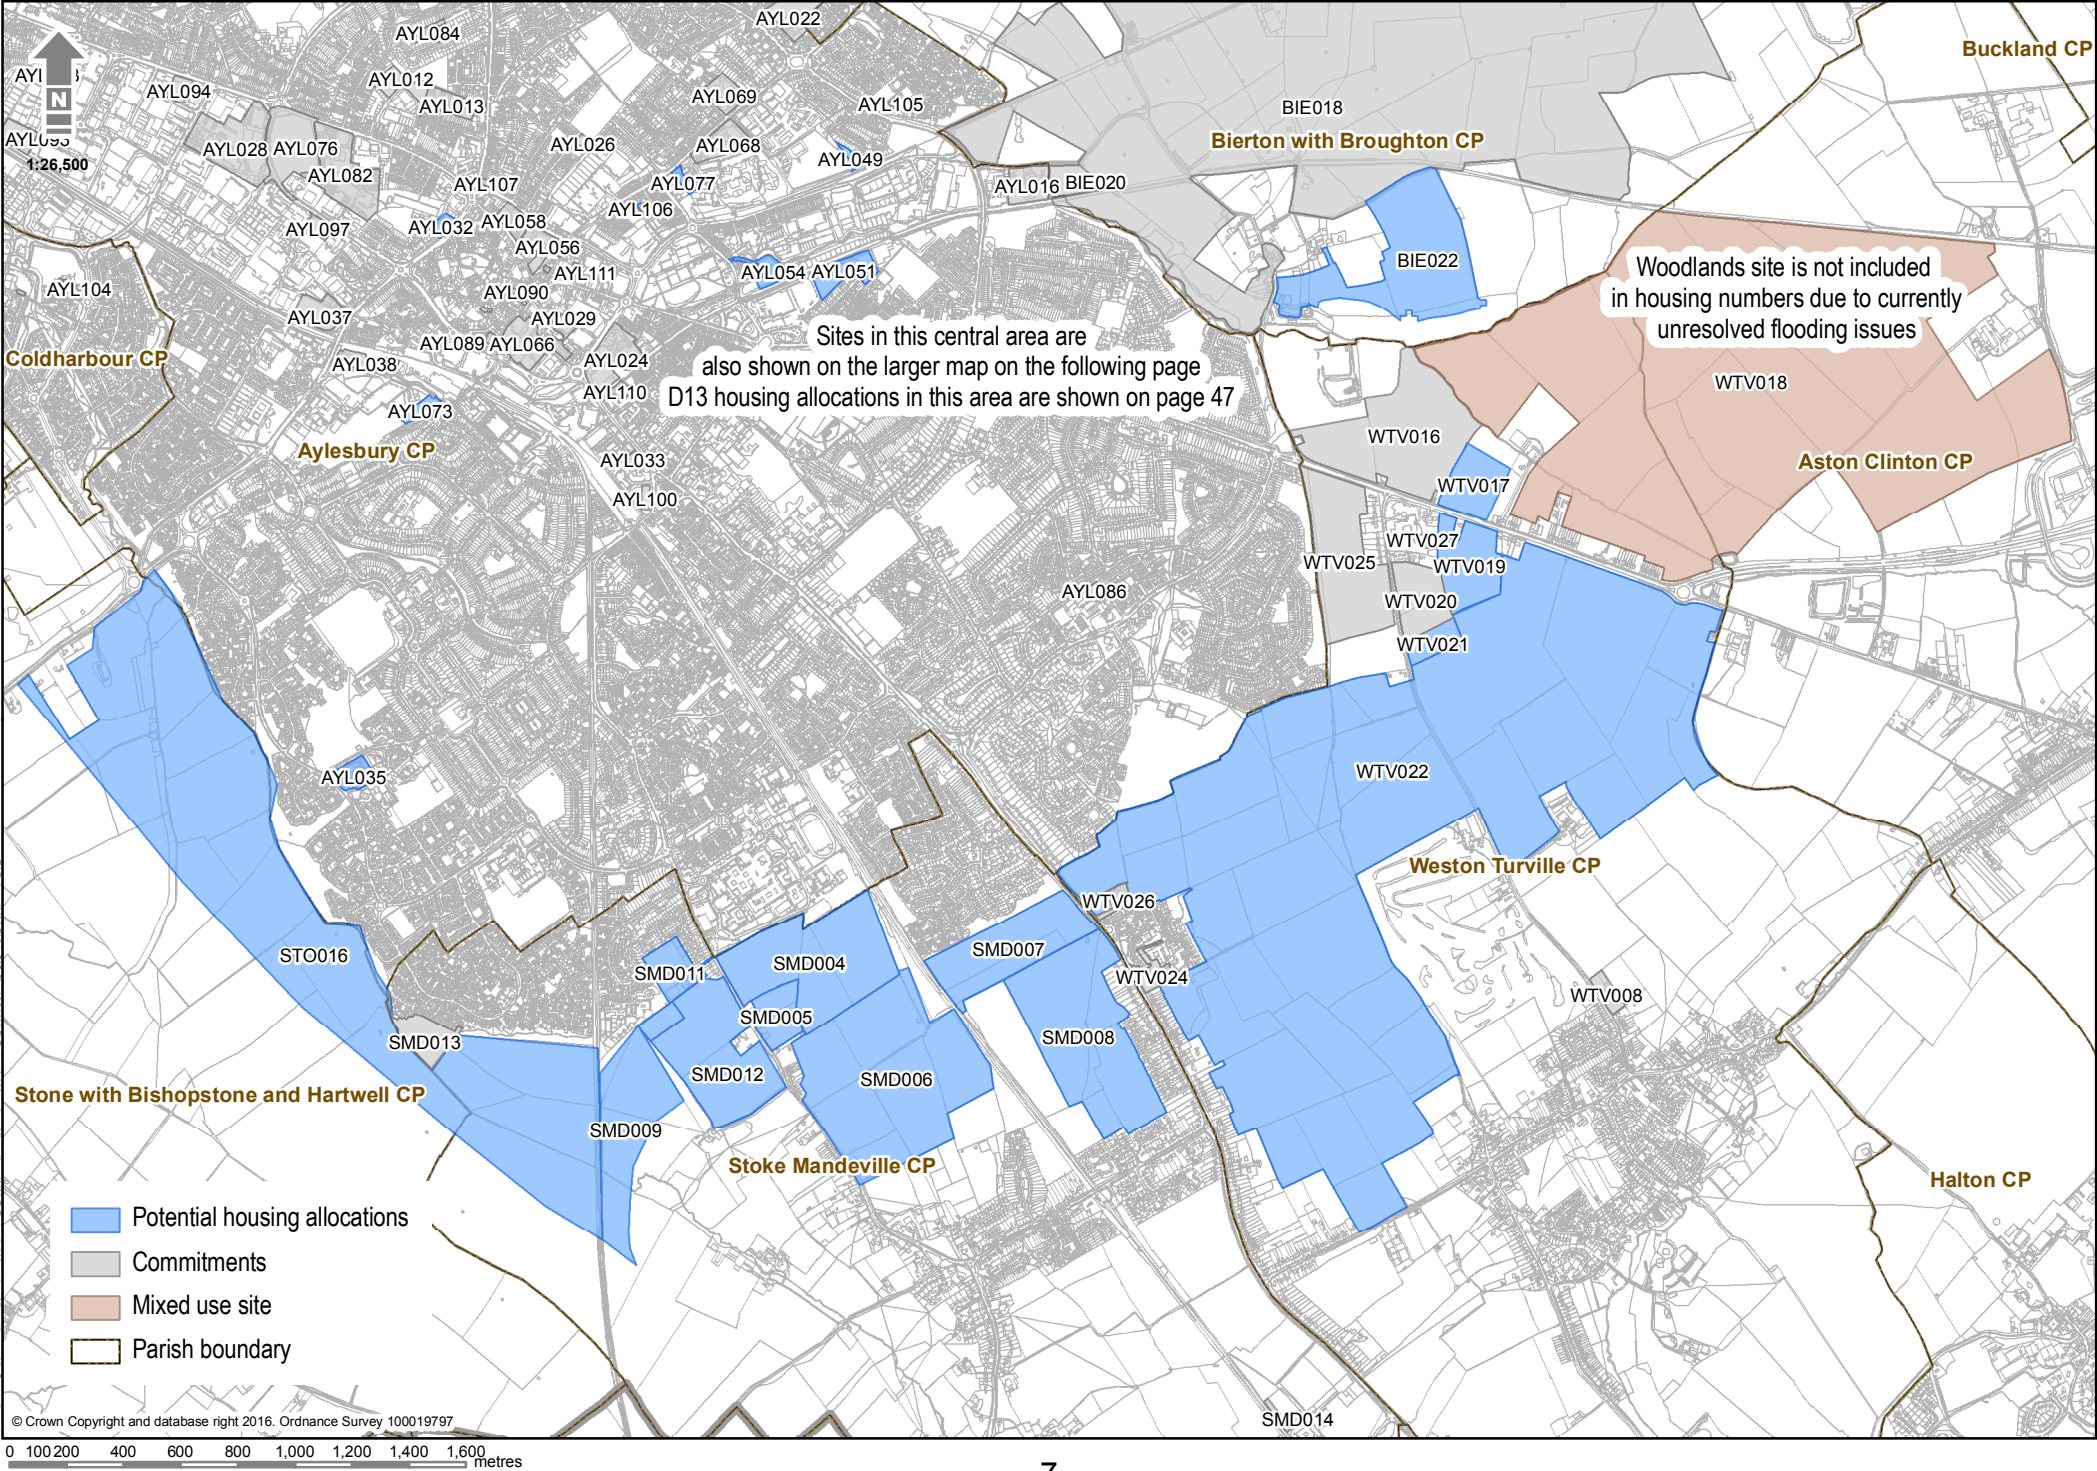 AYL022
AYL084
Buckland CP
AYL012
AYL094
AYL013
AYL069
AYL105
BIE018
N
Bierton with Broughton CP
AYL093
1:26,500
AYL028
AYL076
AYL026
AYL068
AYL049
AYL082
AYL107
AYL077
AYL016
BIE020
AYL106
AYL097
AYL032
AYL058
AYL056
BIE022
AYL104
AYL111
AYL054
AYL051
Woodlands site is not included
in housing numbers due to currently
unresolved flooding issues
AYL090
AYL037
AYL029
AYL089
AYL066
Sites in this central area are
also shown on the larger map on the following page
D13 housing allocations in this area are shown on page 47
Coldharbour CP
AYL038
AYL024
AYL110
WTV018
AYL073
Aylesbury CP
WTV016
AYL033
Aston Clinton CP
AYL100
WTV017
WTV027
WTV025
WTV019
AYL086
WTV020
WTV021
AYL035
WTV022
Weston Turville CP
WTV026
STO016
SMD011
SMD004
SMD007
WTV024
WTV008
SMD005
SMD013
SMD008
SMD012
SMD006
Stone with Bishopstone and Hartwell CP
SMD009
Stoke Mandeville CP
Halton CP
Potential housing allocations
Commitments
Mixed use site
Parish boundary
© Crown Copyright and database right 2016. Ordnance Survey 100019797
SMD014
0 100 200 400 600 800 1,000 1,200 1,400 1,600
metres